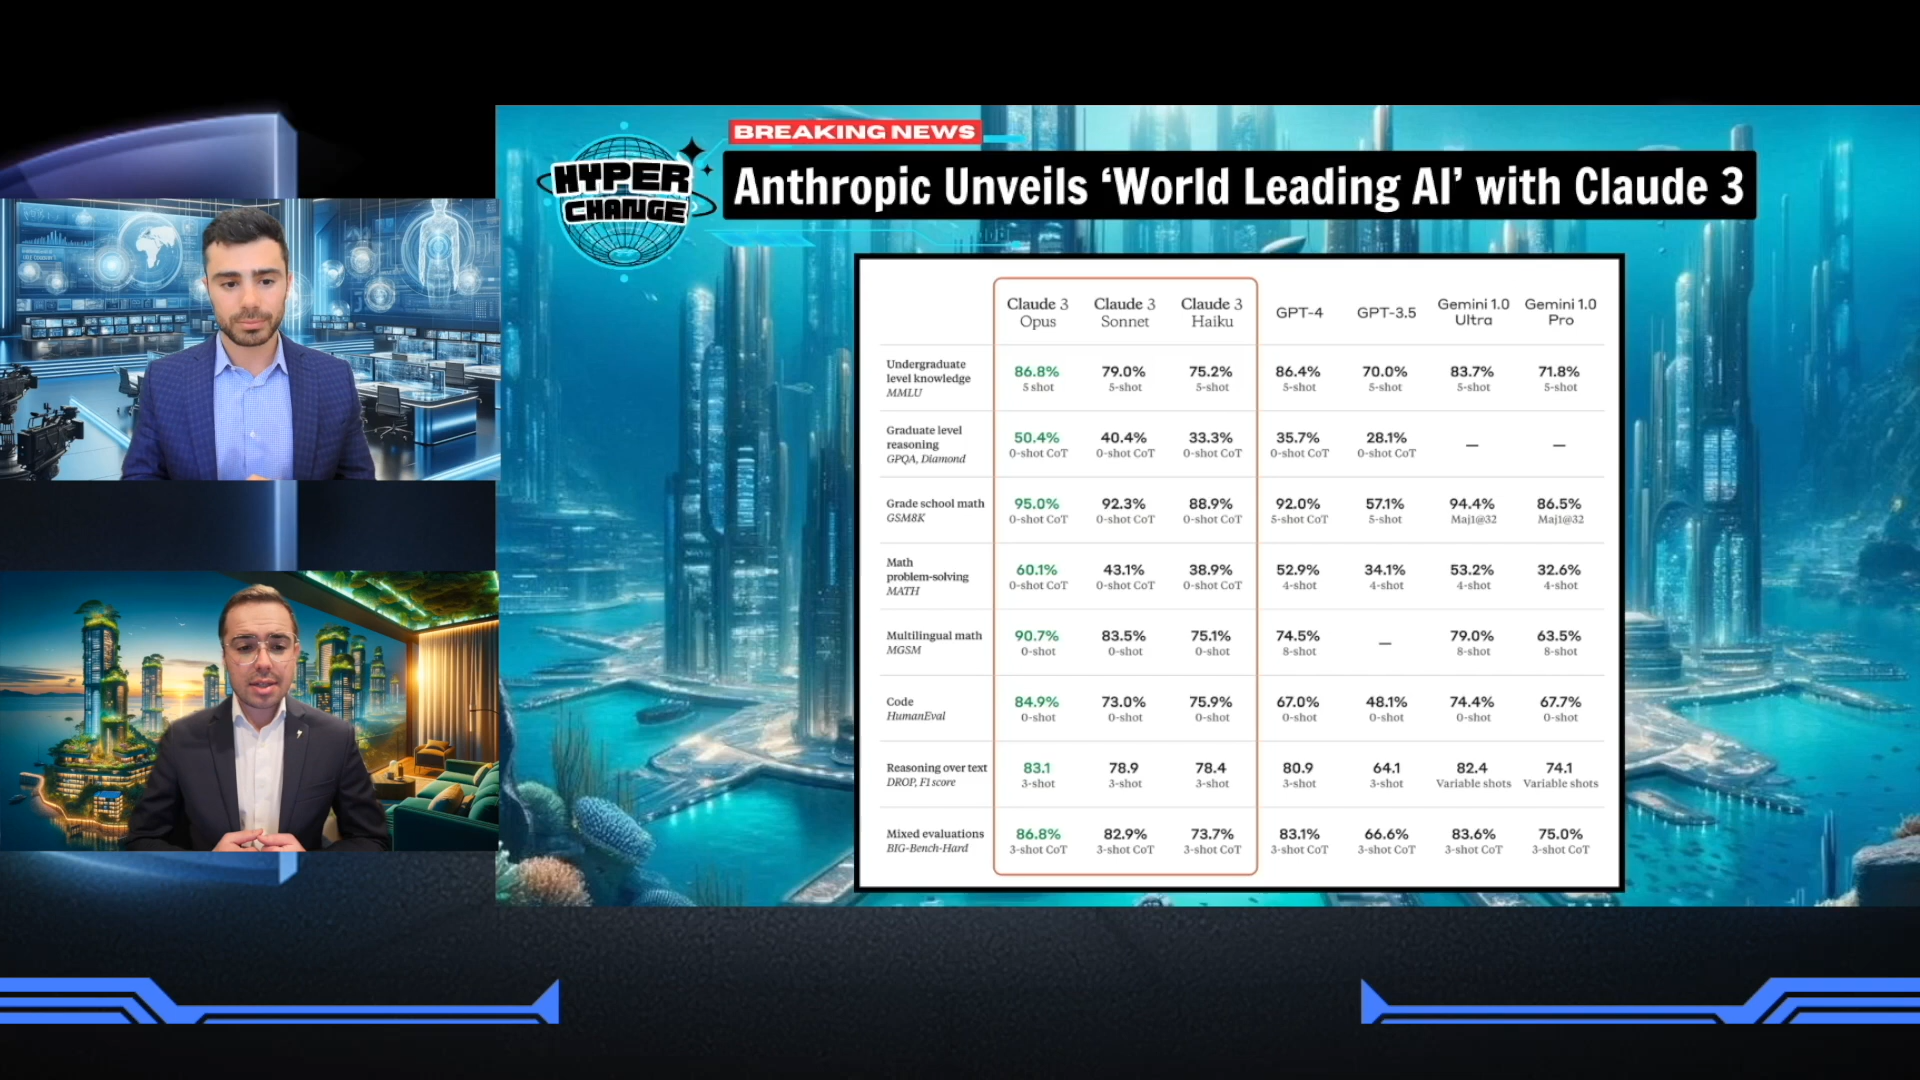 BREAKING NEWS
HYPER
CHANGE
Anthropic Unveils ‘World Leading AI’ with Claude 3
Claude 3 Opus
Claude 3 Sonnet
Claude 3 Haiku
GPT-4
GPT-3.5
Gemini 1.0 Ultra
Gemini 1.0 Pro
Undergraduate
level knowledge
MMLU
86.8% 79.0% 75.2% 86.4% 70.0% 83.7% 71.8%
5 shot 5-shot 5-shot 5-shot 5-shot 5-shot 5-shot
Graduate level
reasoning
GPQA, Diamond
50.4% 40.4% 33.3% 35.7% 28.1% — —
0-shot CoT 0-shot CoT 0-shot CoT 0-shot CoT 0-shot CoT
Grade school math
GSM8K
95.0% 92.3% 88.9% 92.0% 57.1% 94.4% 86.5%
0-shot CoT 0-shot CoT 0-shot CoT 5-shot CoT 5-shot Maj1@32 Maj1@32
Math
problem-solving
MATH
60.1% 43.1% 38.9% 52.9% 34.1% 53.2% 32.6%
0-shot CoT 0-shot CoT 0-shot CoT 4-shot 4-shot 4-shot 4-shot
Multilingual math
MGSM
90.7% 83.5% 75.1% 74.5% — 79.0% 63.5%
0-shot 0-shot 0-shot 8-shot 8-shot 8-shot
Code
HumanEval
84.9% 73.0% 75.9% 67.0% 48.1% 74.4% 67.7%
0-shot 0-shot 0-shot 0-shot 0-shot 0-shot 0-shot
Reasoning over text
DROP, F1 score
83.1 78.9 78.4 80.9 64.1 82.4 74.1
3-shot 3-shot 3-shot 3-shot 3-shot Variable shots Variable shots
Mixed evaluations
BIG-Bench-Hard
86.8% 82.9% 73.7% 83.1% 66.6% 83.6% 75.0%
3-shot CoT 3-shot CoT 3-shot CoT 3-shot CoT 3-shot CoT 3-shot CoT 3-shot CoT